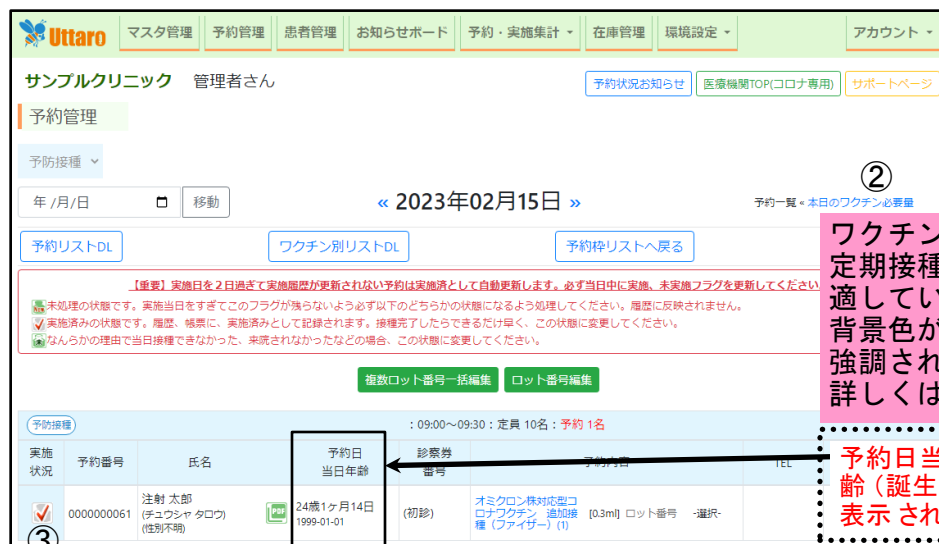 Uttaro マスタ管理 予約管理 患者管理 お知らせボード 予約・実施集計 在庫管理 環境設定 アカウント
サンプルクリニック 管理者さん 予約状況お知らせ 医療機関TOP(コロナ専用) サポートページ
予約管理
予防接種
②
年 /月/日 移動 « 2023年02月15日 » 予約一覧 « 本日のワクチン必要量
予約リストDL ワクチン別リストDL 予約枠リストへ戻る
ワクチン
定期接種
適してい
背景色が
強調され
詳しくは
【重要】実施日を２日過ぎて実施履歴が更新されない予約は実施済として自動更新します。必ず当日中に実施、未実施フラグを更新してください
未処理の状態です。実施当日をすぎてこのフラグが残らないよう必ず以下のどちらかの状態になるよう処理してください。履歴に反映されません。
実施済みの状態です。履歴、帳票に、実施済みとして記録されます。接種完了したらできるだけ早く、この状態に変更してください。
なんらかの理由で当日接種できなかった、来院されなかったなどの場合、この状態に変更してください。
複数ロット番号一括編集 ロット番号編集
予防接種 : 09:00～09:30 : 定員 10名 : 予約 1名
実施
状況
予約番号 氏名
予約日
当日年齢
診察券
番号
予約内容 TEL
予約日当
齢（誕生
表示 され
0000000061
注射 太郎
(チュウシャ タロウ)
(性別不明)
PDF
24歳1ヶ月14日
1999-01-01
(初診)
オミクロン株対応型コ
ロナワクチン 追加接
種（ファイザー）(1)
[0.3ml] ロット番号 -選択-
③